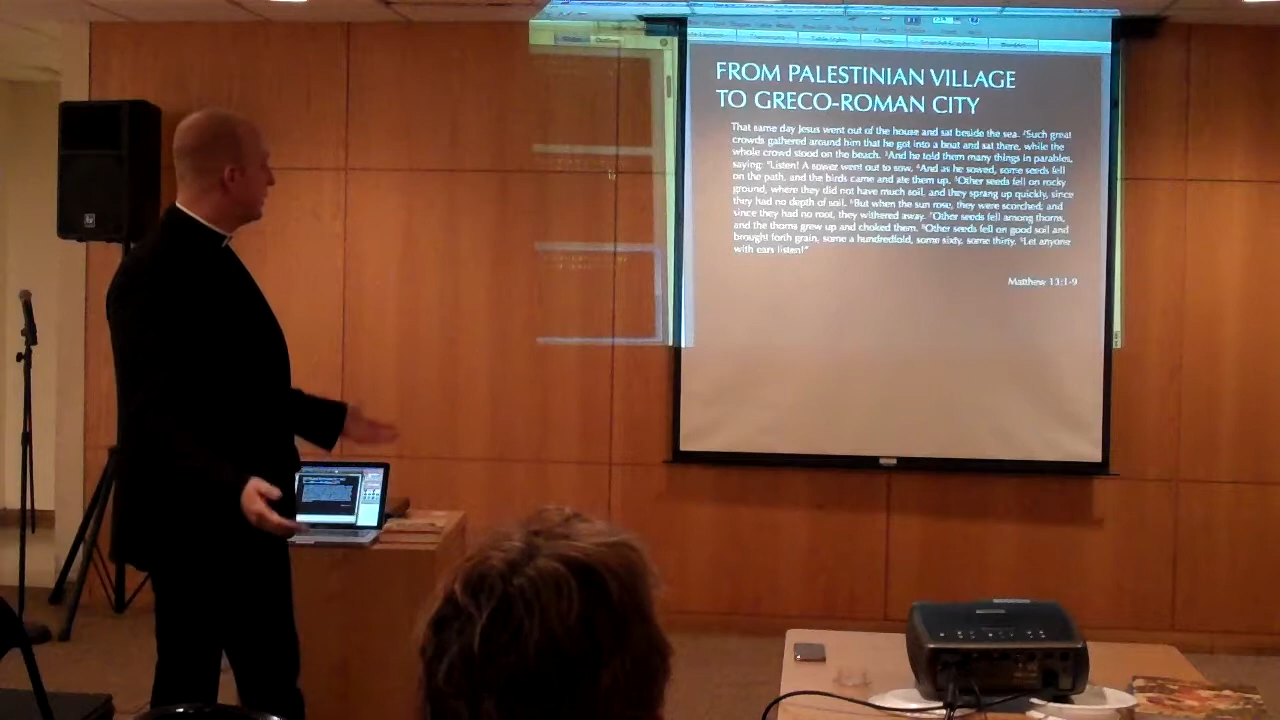 FROM PALESTINIAN VILLAGE
TO GRECO-ROMAN CITY
That same day Jesus went out of the house and sat beside the sea. ²Such great
crowds gathered around him that he got into a boat and sat there, while the
whole crowd stood on the beach. ³And he told them many things in parables,
saying: "Listen! A sower went out to sow. ⁴And as he sowed, some seeds fell
on the path, and the birds came and ate them up. ⁵Other seeds fell on rocky
ground, where they did not have much soil, and they sprang up quickly, since
they had no depth of soil. ⁶But when the sun rose, they were scorched; and
since they had no root, they withered away. ⁷Other seeds fell among thorns,
and the thorns grew up and choked them. ⁸Other seeds fell on good soil and
brought forth grain, some a hundredfold, some sixty, some thirty. ⁹Let anyone
with ears listen!"
Matthew 13:1-9